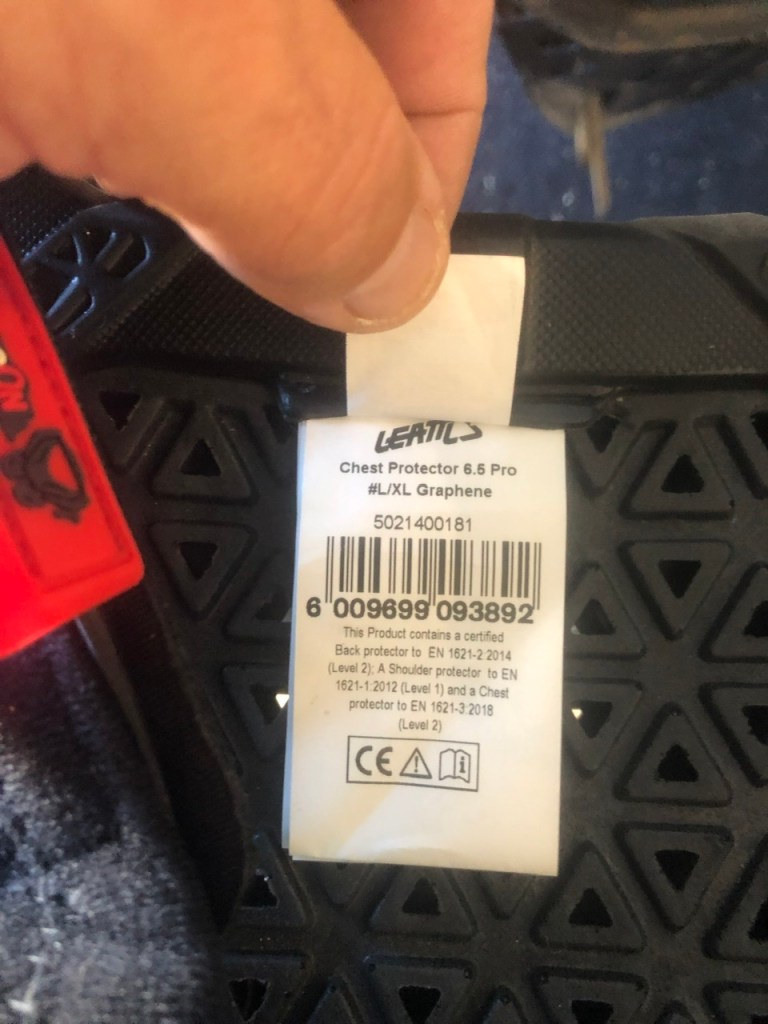 Chest Protector 6.5 Pro
#L/XL Graphene
5021400181
6 009699 093892
This Product contains a certified
Back protector to EN 1621-2:2014
(Level 2); A Shoulder protector to EN
1621-1:2012 (Level 1) and a Chest
protector to EN 1621-3:2018
(Level 2)
CE